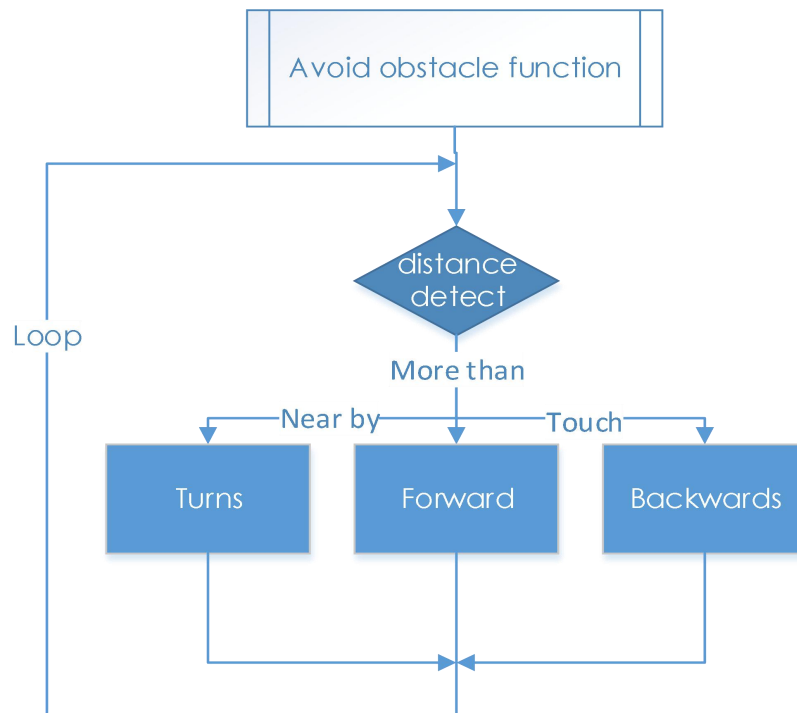 Avoid obstacle function
distance
detect
Loop
More than
Near by
Touch
Turns
Forward
Backwards